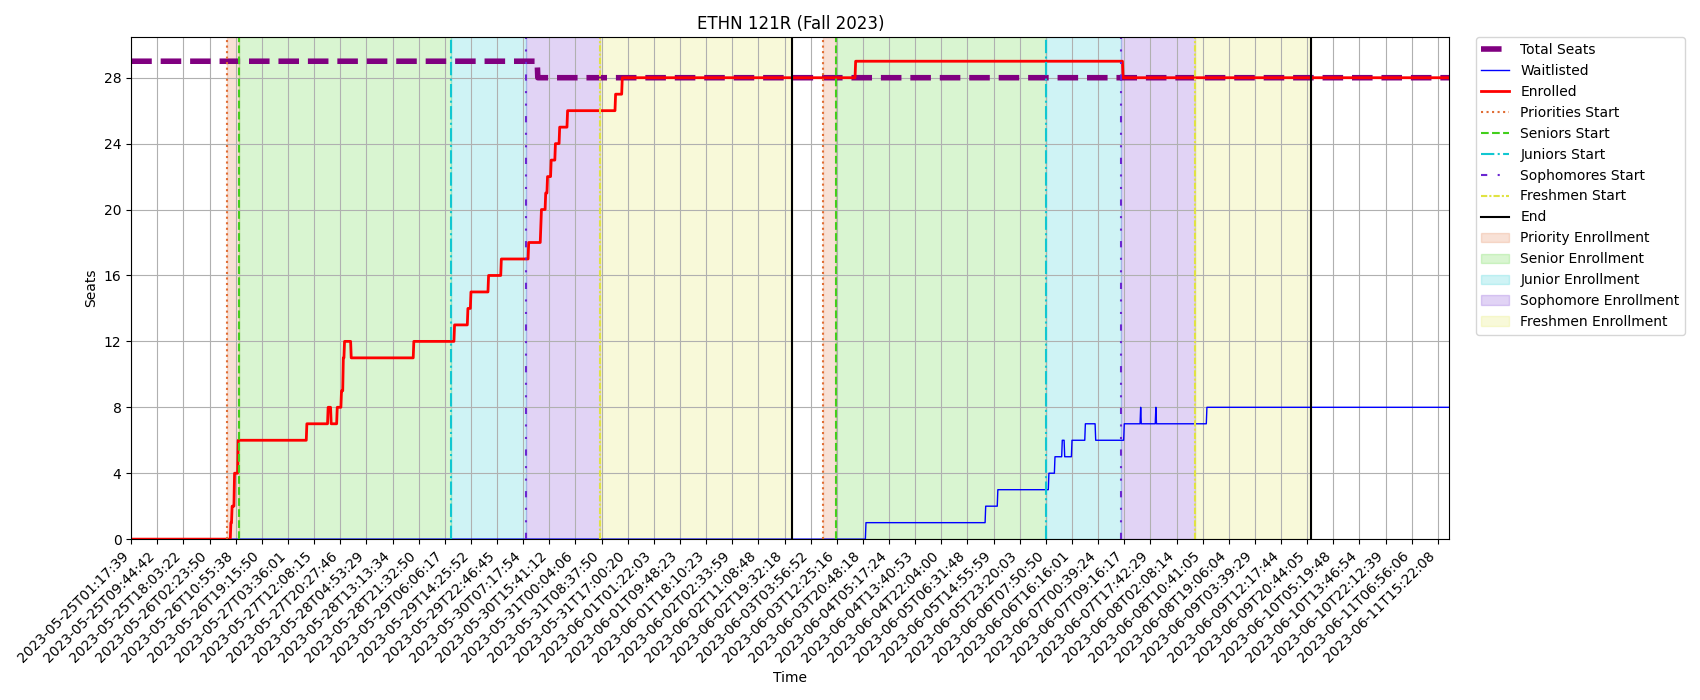 ETHN 121R (Fall 2023)
Seats
28
24
20
16
12
8
4
0
2023-05-25T01:17:39
2023-05-25T09:44:42
2023-05-25T18:03:22
2023-05-26T02:23:50
2023-05-26T10:55:38
2023-05-26T19:15:50
2023-05-27T03:36:01
2023-05-27T12:08:15
2023-05-27T20:27:46
2023-05-28T04:53:29
2023-05-28T13:13:34
2023-05-28T21:32:50
2023-05-29T06:06:17
2023-05-29T14:25:52
2023-05-29T22:46:45
2023-05-30T07:17:54
2023-05-30T15:41:12
2023-05-31T00:04:06
2023-05-31T08:37:50
2023-05-31T17:00:20
2023-06-01T01:22:03
2023-06-01T09:48:23
2023-06-01T18:10:23
2023-06-02T02:33:59
2023-06-02T11:08:48
2023-06-02T19:32:18
2023-06-03T03:56:52
2023-06-03T12:25:16
2023-06-03T20:48:18
2023-06-04T05:17:24
2023-06-04T13:40:53
2023-06-04T22:04:00
2023-06-05T06:31:48
2023-06-05T14:55:59
2023-06-05T23:20:03
2023-06-06T07:50:50
2023-06-06T16:16:01
2023-06-07T00:39:24
2023-06-07T09:16:17
2023-06-07T17:42:29
2023-06-08T02:08:14
2023-06-08T10:41:05
2023-06-08T19:06:04
2023-06-09T03:39:29
2023-06-09T12:17:44
2023-06-09T20:44:05
2023-06-10T05:19:48
2023-06-10T13:46:54
2023-06-10T22:12:39
2023-06-11T06:56:06
2023-06-11T15:22:08
Time
Total Seats
Waitlisted
Enrolled
Priorities Start
Seniors Start
Juniors Start
Sophomores Start
Freshmen Start
End
Priority Enrollment
Senior Enrollment
Junior Enrollment
Sophomore Enrollment
Freshmen Enrollment